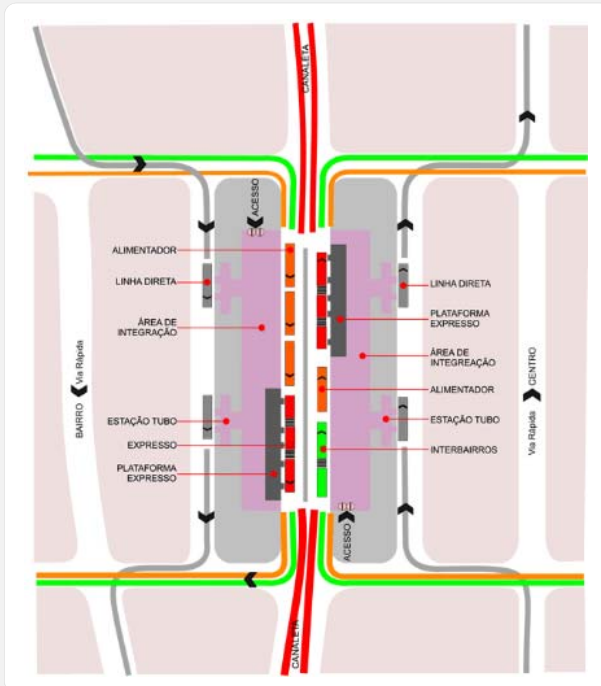 CANALETA
ACESSO
ALIMENTADOR
LINHA DIRETA
ÁREA DE
INTEGRAÇÃO
ESTAÇÃO TUBO
EXPRESSO
PLATAFORMA
EXPRESSO
BAIRRO
Via Rápida
LINHA DIRETA
PLATAFORMA
EXPRESSO
ÁREA DE
INTEGREAÇÃO
ALIMENTADOR
ESTAÇÃO TUBO
INTERBAIRROS
Via Rápida
CENTRO
ACESSO
CANALETA